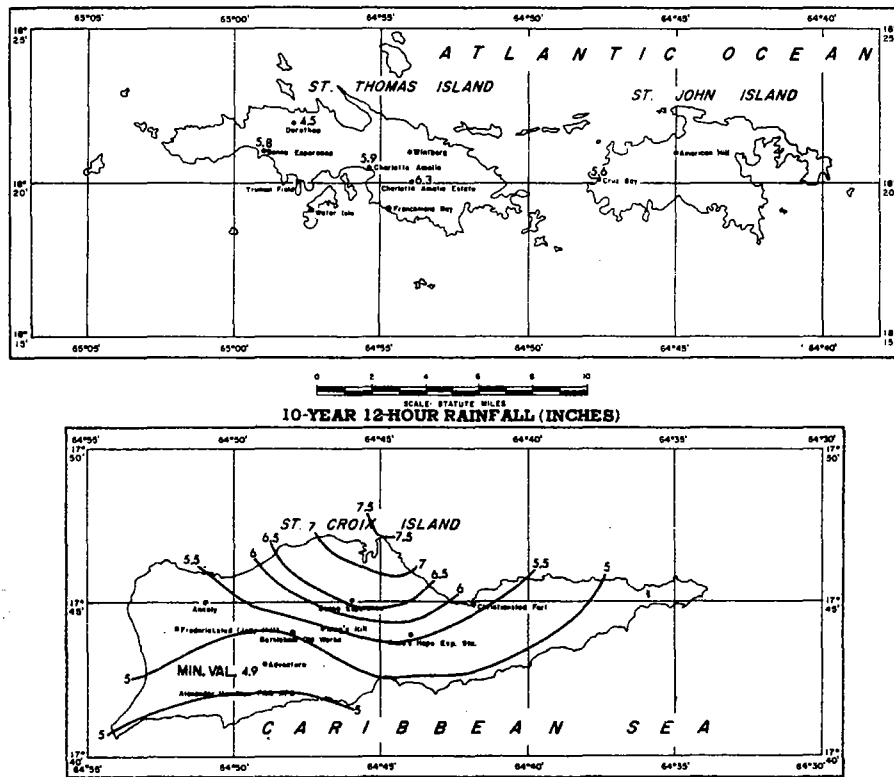 65°05' 65°00' 64°55' 64°50' 64°45' 64°40'
18° 25' 18° 25'
ATLANTIC OCEAN
ST. THOMAS ISLAND
ST. JOHN ISLAND
4.5
Dorothea
5.8
Bonne Esperance
Wintberg
American Hill
5.9
Charlotte Amalie
5.6
Cruz Bay
18° 20' 18° 20'
6.3
Truman Field
Charlotte Amalie Estate
Water Isle
Frenchmans Bay
18° 15' 18° 15'
65°05' 65°00' 64°55' 64°50' 64°45' 64°40'
0 2 4 6 8 10
SCALE- STATUTE MILES
10-YEAR 12-HOUR RAINFALL (INCHES)
64°55' 64°50' 64°45' 64°40' 64°35' 64°30'
17° 50' 17° 50'
7.5
ST. CROIX ISLAND
7
7.5
6.5
6
5.5
7
6.5
6
5.5
5
17° 45' 17° 45'
Annaly
Christiansted Fort
Frederiksted
Hope Exp. Sta.
MIN. VAL. 4.9
Adventure
5
Alexander Hamilton
5
5
CARIBBEAN SEA
17° 40' 17° 40'
64°55' 64°50' 64°45' 64°40' 64°35' 64°30'